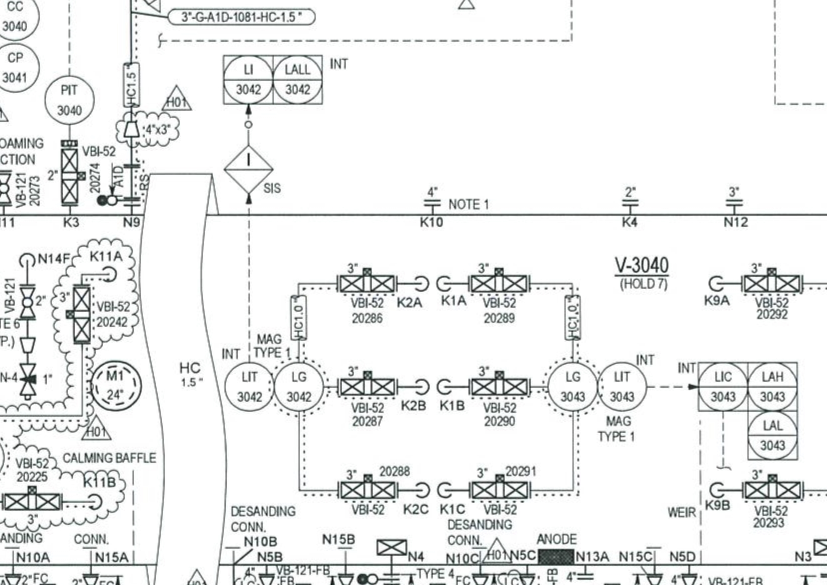 CC
3040
CP
3041
3"-G-A1D-1081-HC-1.5"
HC1.5"
PIT
3040
H01
4"x3"
LI
3042
LALL
3042
INT
I
SIS
VBI-52
2"
20274
A1D
RS
VB-121
20273
K3
N9
4"
NOTE 1
K10
2"
K4
3"
N12
N14F
K11A
VB-121
2"
3"
VBI-52
20242
1"
M1
24"
H01
HC
1.5"
V-3040
(HOLD 7)
3"
VBI-52
20286
K2A
K1A
3"
VBI-52
20289
HC1.0"
HC1.0"
K9A
3"
VBI-52
20292
MAG
TYPE 1
INT
LIT
3042
LG
3042
3"
VBI-52
20287
K2B
K1B
3"
VBI-52
20290
LG
3043
LIT
3043
INT
MAG
TYPE 1
INT
LIC
3043
LAH
3043
LAL
3043
VBI-52
20225
3"
K11B
CALMING BAFFLE
3"
20288
VBI-52
K2C
K1C
3"
20291
VBI-52
WEIR
K9B
3"
VBI-52
20293
CONN.
N10A
N15A
DESANDING
CONN.
N10B
N5B
N15B
N4
DESANDING
CONN.
N10C
H01
N5C
ANODE
N13A
N15C
N5D
N3
2"FC
4"
VB-121-FB
TYPE 4
4"
4"
2"FC
VB-121-FB